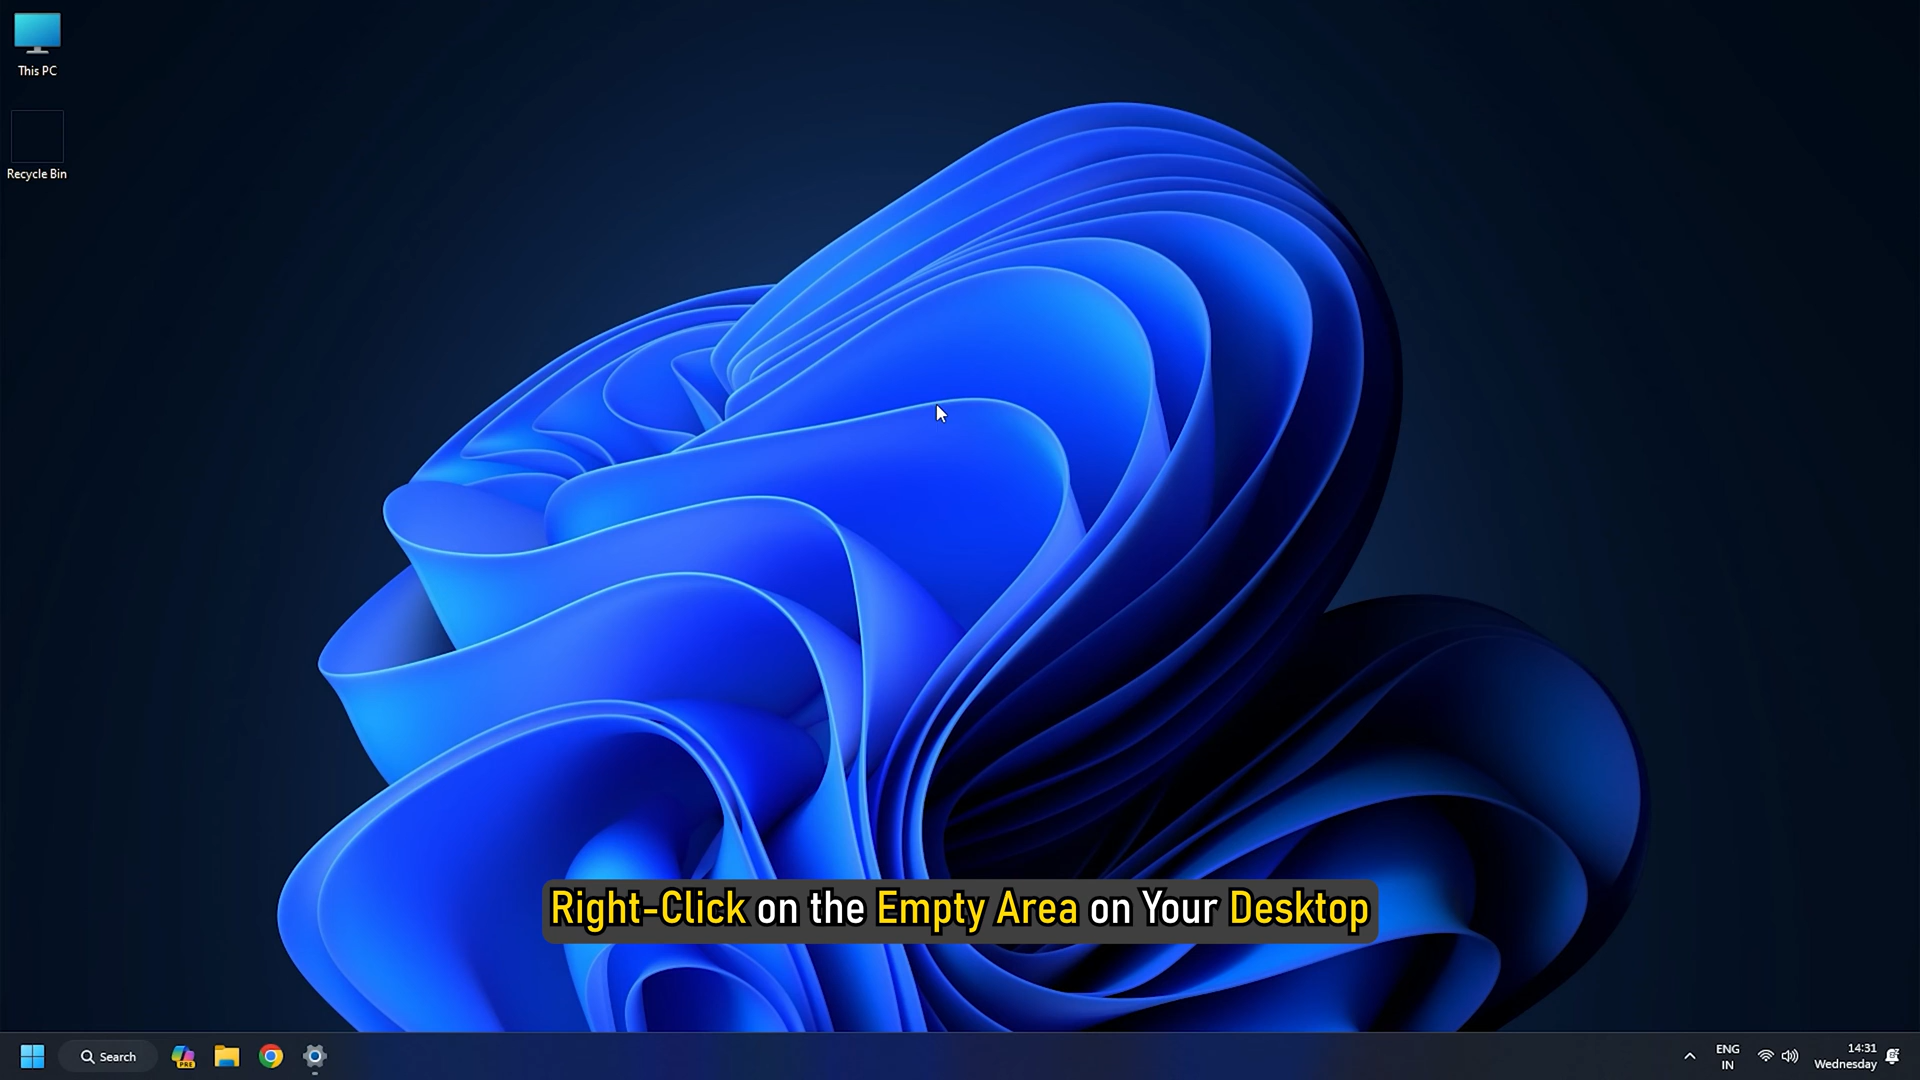 This PC
Recycle Bin
Right-Click on the Empty Area on Your Desktop
Search
PRE
ENG
IN
14:31
Wednesday